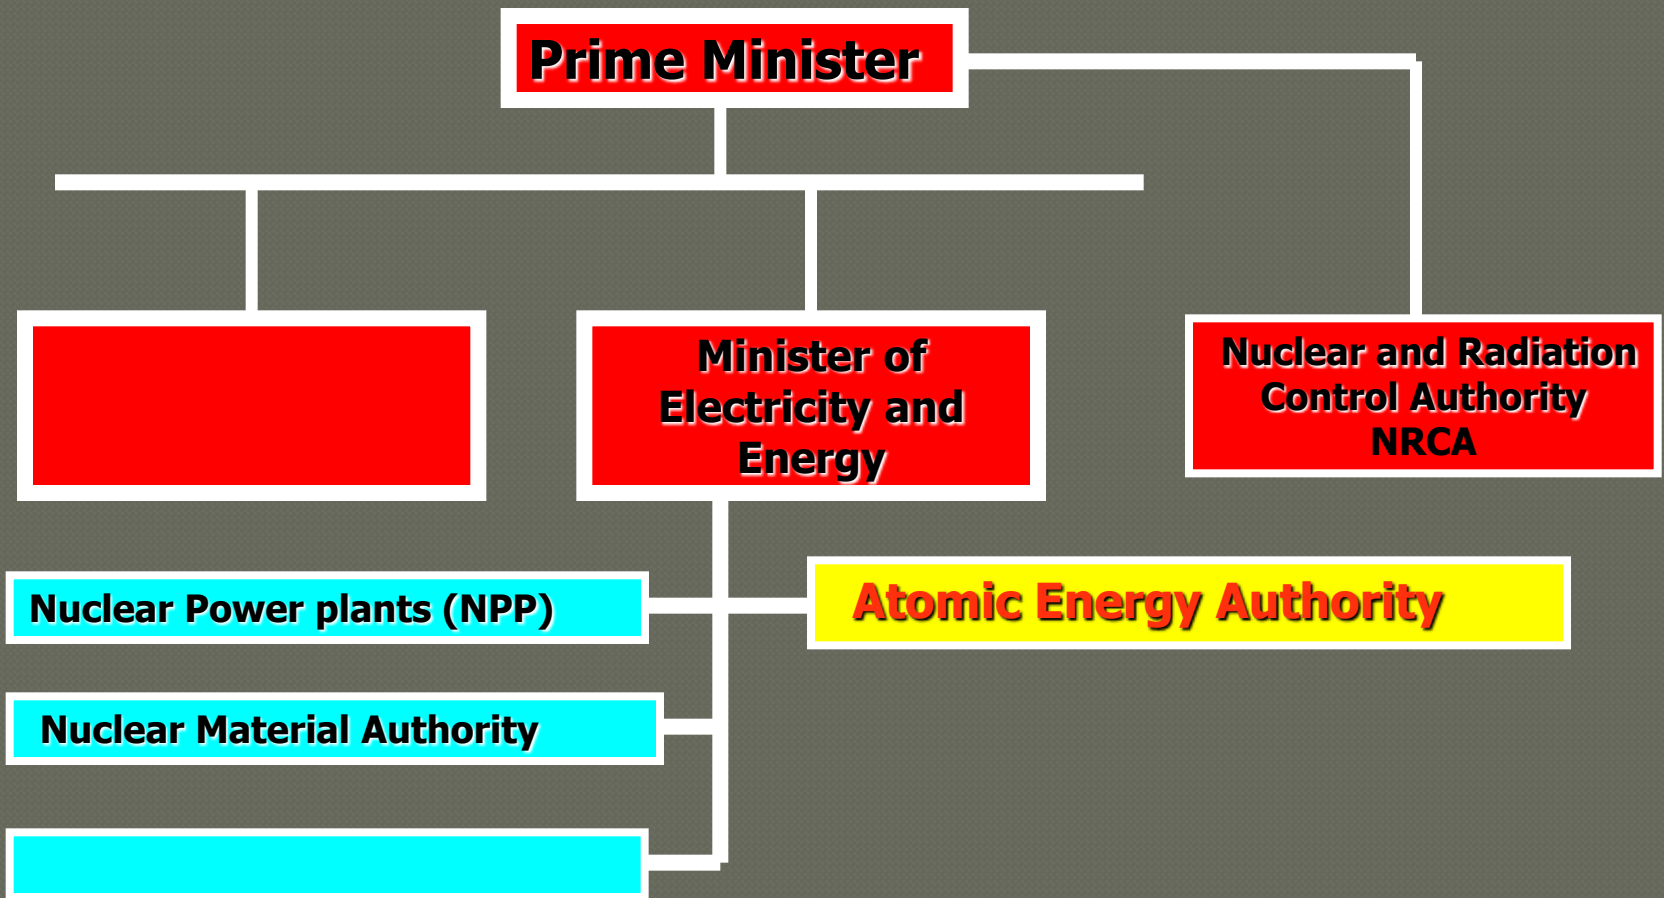 Prime Minister
Minister of
Electricity and
Energy
Nuclear and Radiation
Control Authority
NRCA
Nuclear Power plants (NPP)
Atomic Energy Authority
Nuclear Material Authority